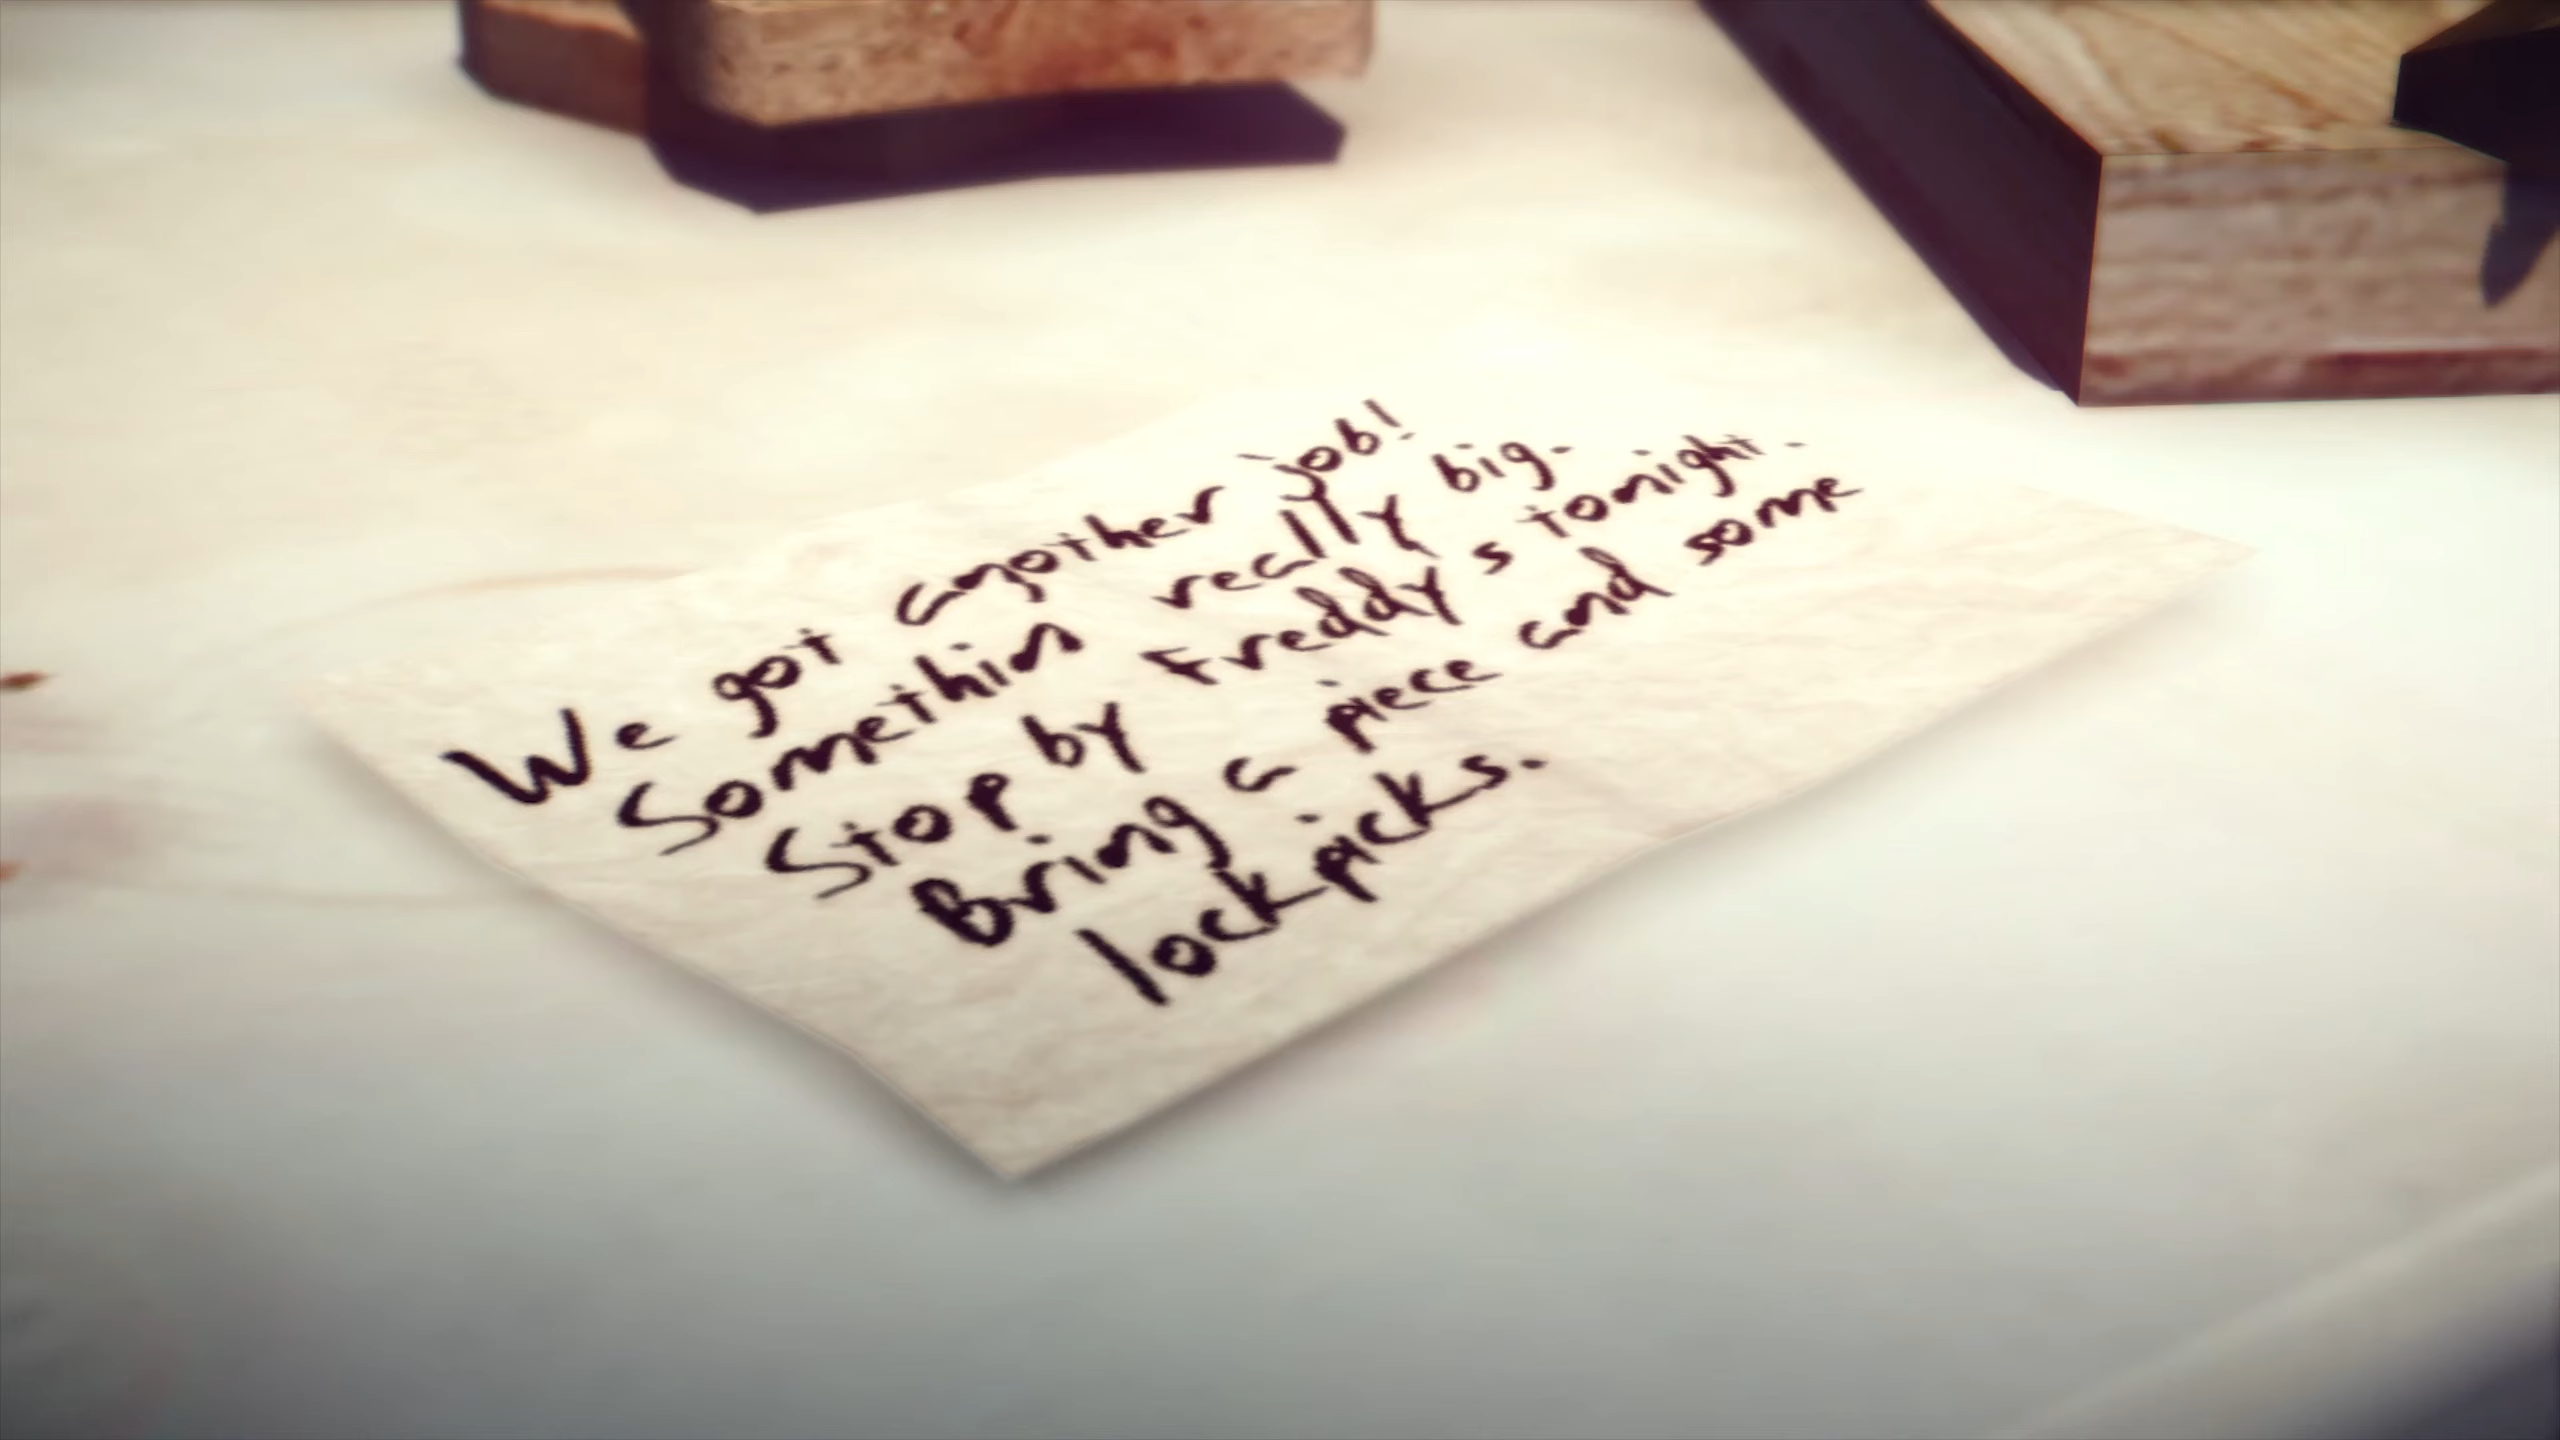 We got another job!
Somethin really big.
Stop by Freddy s tonight.
Bring a piece and some
lockpicks.